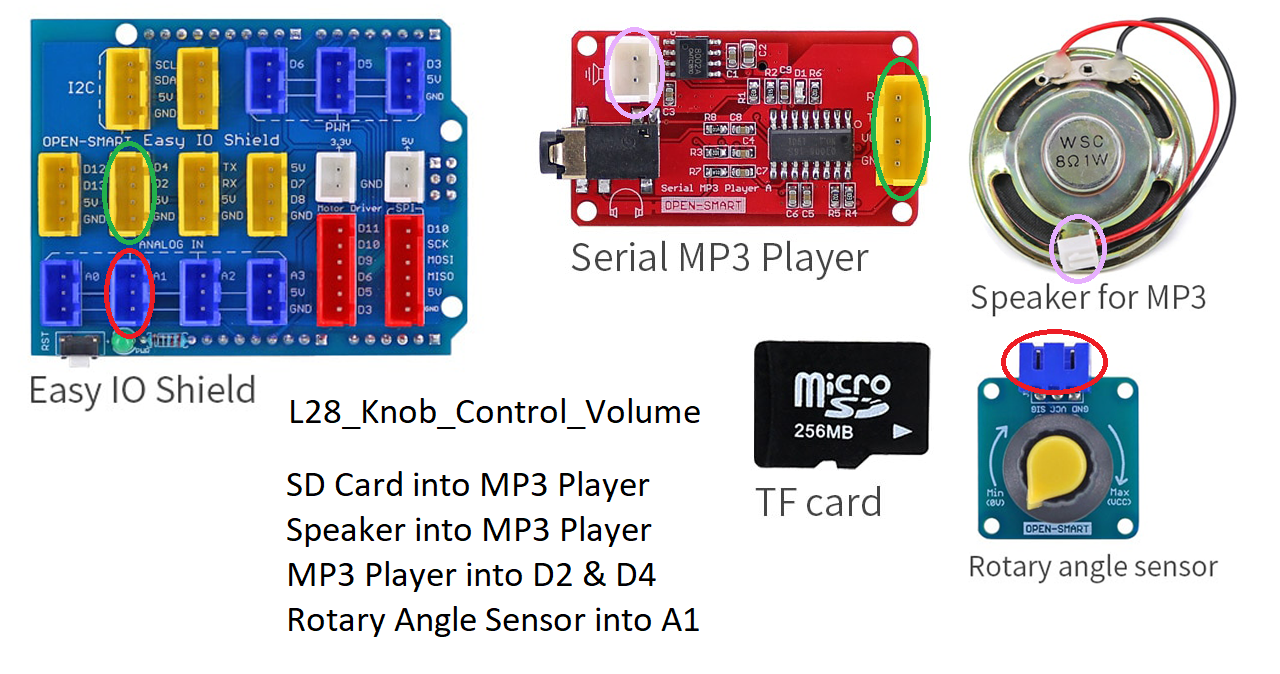 SCL
SDA
5V
GND
I2C
D6
D5
D3
5V
GND
PWM
OPEN-SMART Easy IO Shield
3.3V
5V
D12
D13
5V
GND
D4
D2
5V
GND
TX
RX
5V
GND
5V
D7
D8
GND
GND
Motor Driver
SPI
ANALOG IN
A0
A1
A2
A3
5V
GND
D11
D10
D9
D6
D5
D3
D10
SCK
MOSI
MISO
5V
GND
RST
PWR
Easy IO Shield
8002A
C1
C2
C3
R1
R2
C9
D1
R6
R8
C8
R3
C4
R7
C7
C6
C5
R5
R4
Serial MP3 Player A
OPEN-SMART
Serial MP3 Player
WSC
8Ω1W
Speaker for MP3
L28_Knob_Control_Volume
SD Card into MP3 Player
Speaker into MP3 Player
MP3 Player into D2 & D4
Rotary Angle Sensor into A1
Micro
SD
256MB
TF card
GND VCC SIG
Min
(0V)
Max
(VCC)
OPEN-SMART
Rotary angle sensor